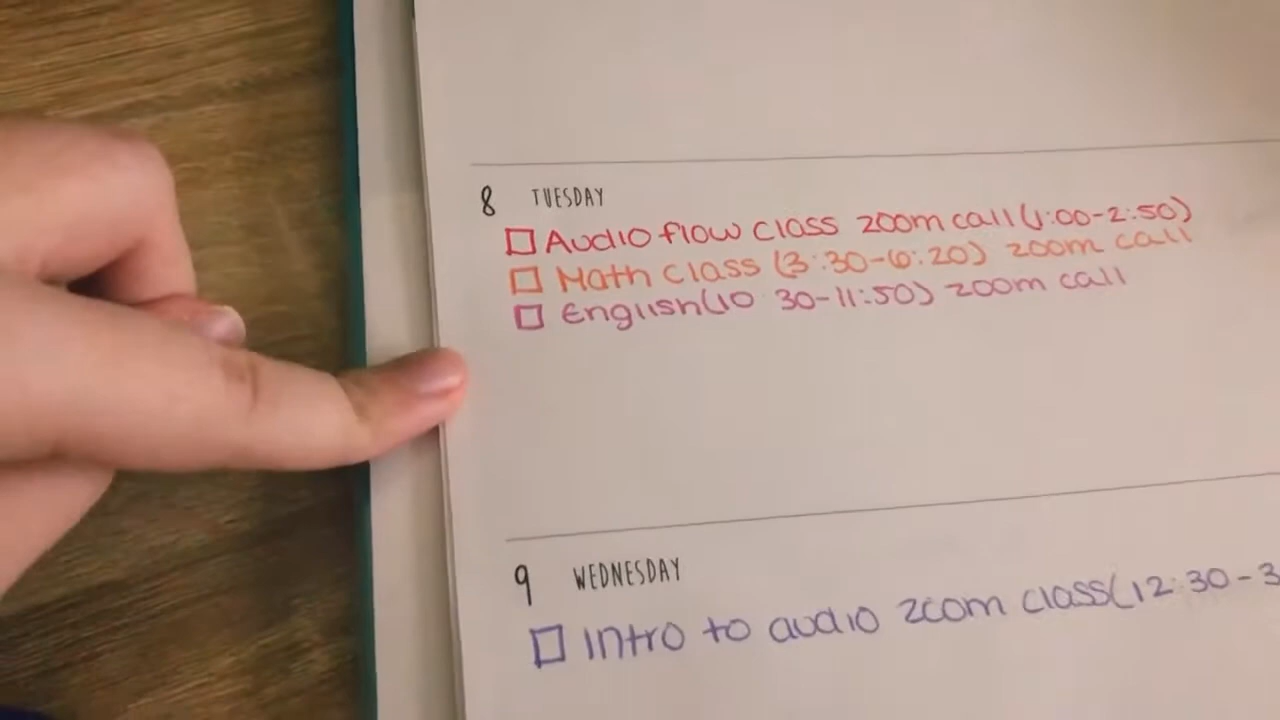 8 TUESDAY
Audio flow class zoom call (1:00-2:50)
Math class (3:30-6:20) zoom call
English (10:30-11:50) zoom call
9 WEDNESDAY
Intro to audio zoom class (12:30-3